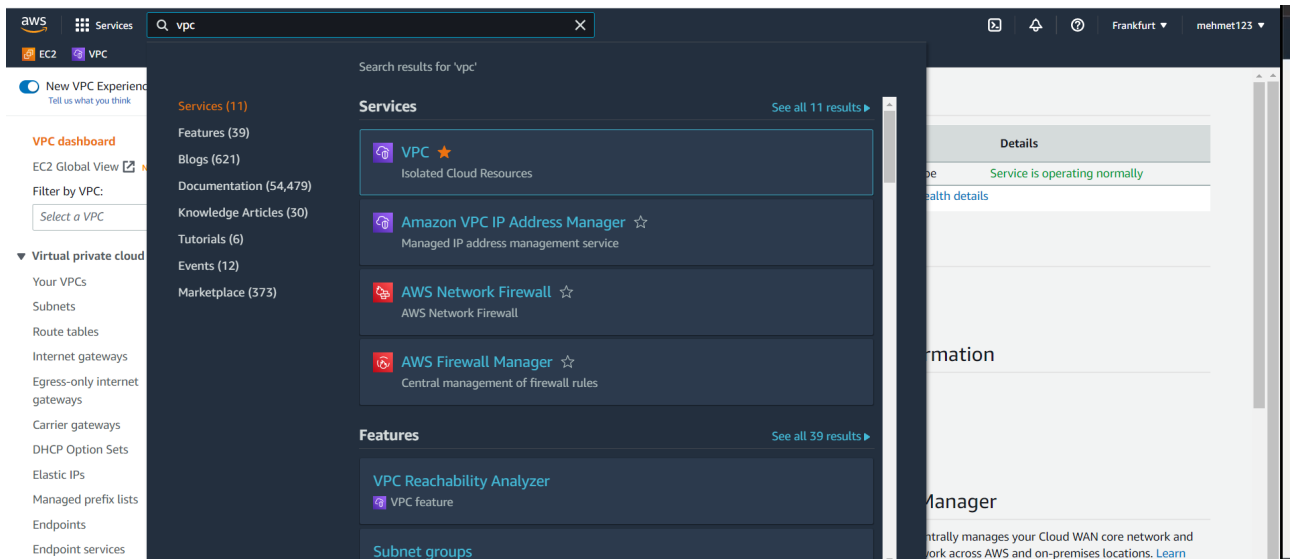 aws
Services
vpc
Frankfurt
mehmet123
EC2
VPC
New VPC Experienc
Tell us what you think
VPC dashboard
EC2 Global View
Filter by VPC:
Select a VPC
Virtual private cloud
Your VPCs
Subnets
Route tables
Internet gateways
Egress-only internet
gateways
Carrier gateways
DHCP Option Sets
Elastic IPs
Managed prefix lists
Endpoints
Endpoint services
Search results for 'vpc'
Services (11)
Features (39)
Blogs (621)
Documentation (54,479)
Knowledge Articles (30)
Tutorials (6)
Events (12)
Marketplace (373)
Services
See all 11 results
VPC
Isolated Cloud Resources
Amazon VPC IP Address Manager
Managed IP address management service
AWS Network Firewall
AWS Network Firewall
AWS Firewall Manager
Central management of firewall rules
Features
See all 39 results
VPC Reachability Analyzer
VPC feature
Subnet groups
Details
Service is operating normally
ealth details
rmation
Manager
ntrally manages your Cloud WAN core network and
ork across AWS and on-premises locations. Learn